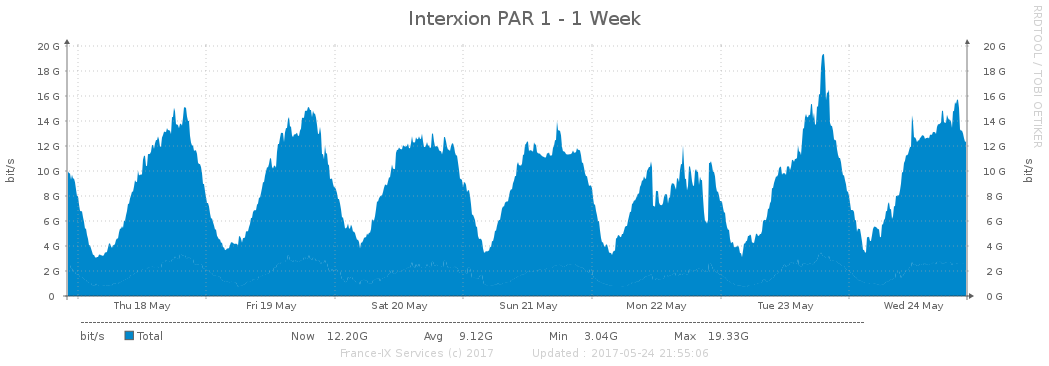 Interxion PAR 1 - 1 Week
RRDTOOL / TOBI OETIKER
bit/s
bit/s
20 G 20 G
18 G 18 G
16 G 16 G
14 G 14 G
12 G 12 G
10 G 10 G
8 G 8 G
6 G 6 G
4 G 4 G
2 G 2 G
0 0 G
Thu 18 May Fri 19 May Sat 20 May Sun 21 May Mon 22 May Tue 23 May Wed 24 May
bit/s Total Now 12.20G Avg 9.12G Min 3.04G Max 19.33G
France-IX Services (c) 2017 Updated : 2017-05-24 21:55:06